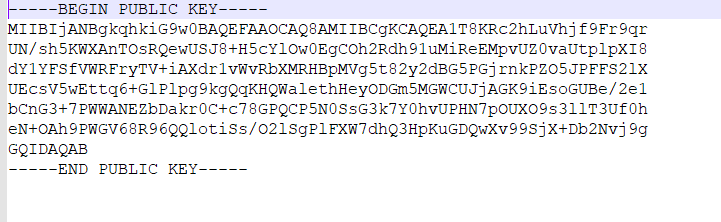 -----BEGIN PUBLIC KEY-----
MIIBIjANBgkqhkiG9w0BAQEFAAOCAQ8AMIIBCgKCAQEA1T8KRc2hLuVhjf9Fr9qr
UN/sh5KWXAnTOsRQewUSJ8+H5cYlOw0EgCOh2Rdh91uMiReEMpvUZ0vaUtplpXI8
dY1YFSfVWRFryTV+iAXdr1vWvRbXMRHBpMVg5t82y2dBG5PGjrnkPZO5JPFFS2lX
UEcsV5wEttq6+GlPlpg9kgQqKHQWalethHeyODGm5MGWCUJjAGK9iEsoGUBe/2e1
bCnG3+7PWWANEZbDakr0C+c78GPQCP5N0SsG3k7Y0hvUPHN7pOUXO9s3llT3Uf0h
eN+OAh9PWGV68R96QQlotiSs/O2lSgPlFXW7dhQ3HpKuGDQwXv99SjX+Db2Nvj9g
GQIDAQAB
-----END PUBLIC KEY-----